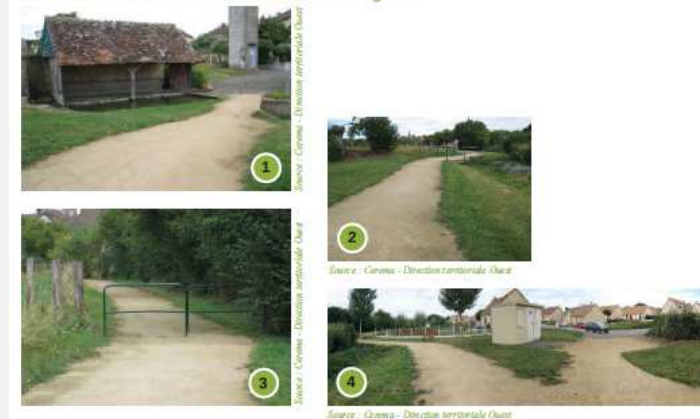 Source : Cerema - Direction territoriale Ouest
1
2
Source : Cerema - Direction territoriale Ouest
Source : Cerema - Direction territoriale Ouest
3
4
Source : Cerema - Direction territoriale Ouest